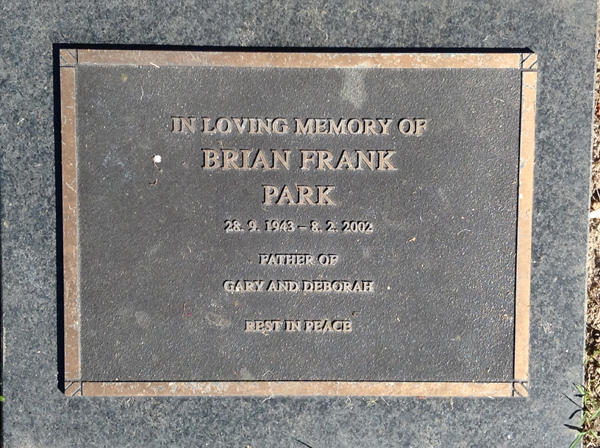 IN LOVING MEMORY OF
BRIAN FRANK
PARK
28. 9. 1943 – 8. 2. 2002
FATHER OF
GARY AND DEBORAH
REST IN PEACE